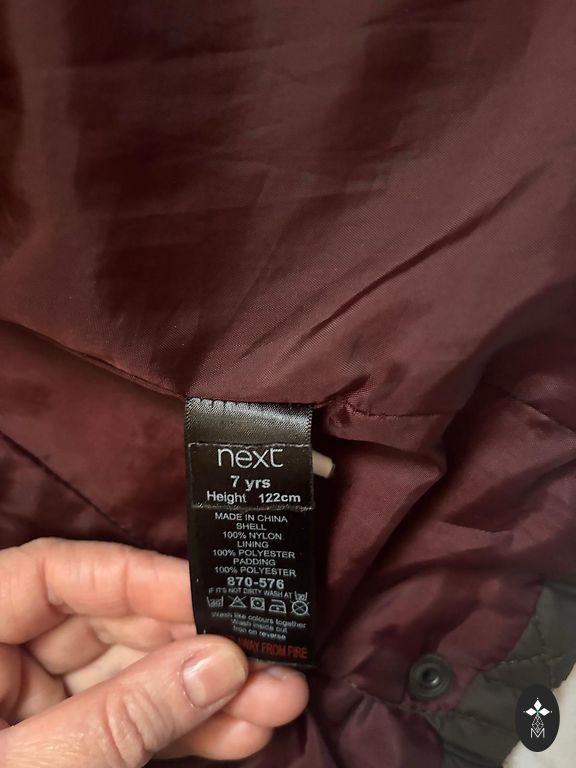 next
7 yrs
Height 122cm
MADE IN CHINA
SHELL
100% NYLON
LINING
100% POLYESTER
PADDING
100% POLYESTER
870-576
IF IT'S NOT DIRTY WASH AT
Wash like colours together
Wash inside out
Iron on reverse
AWAY FROM FIRE